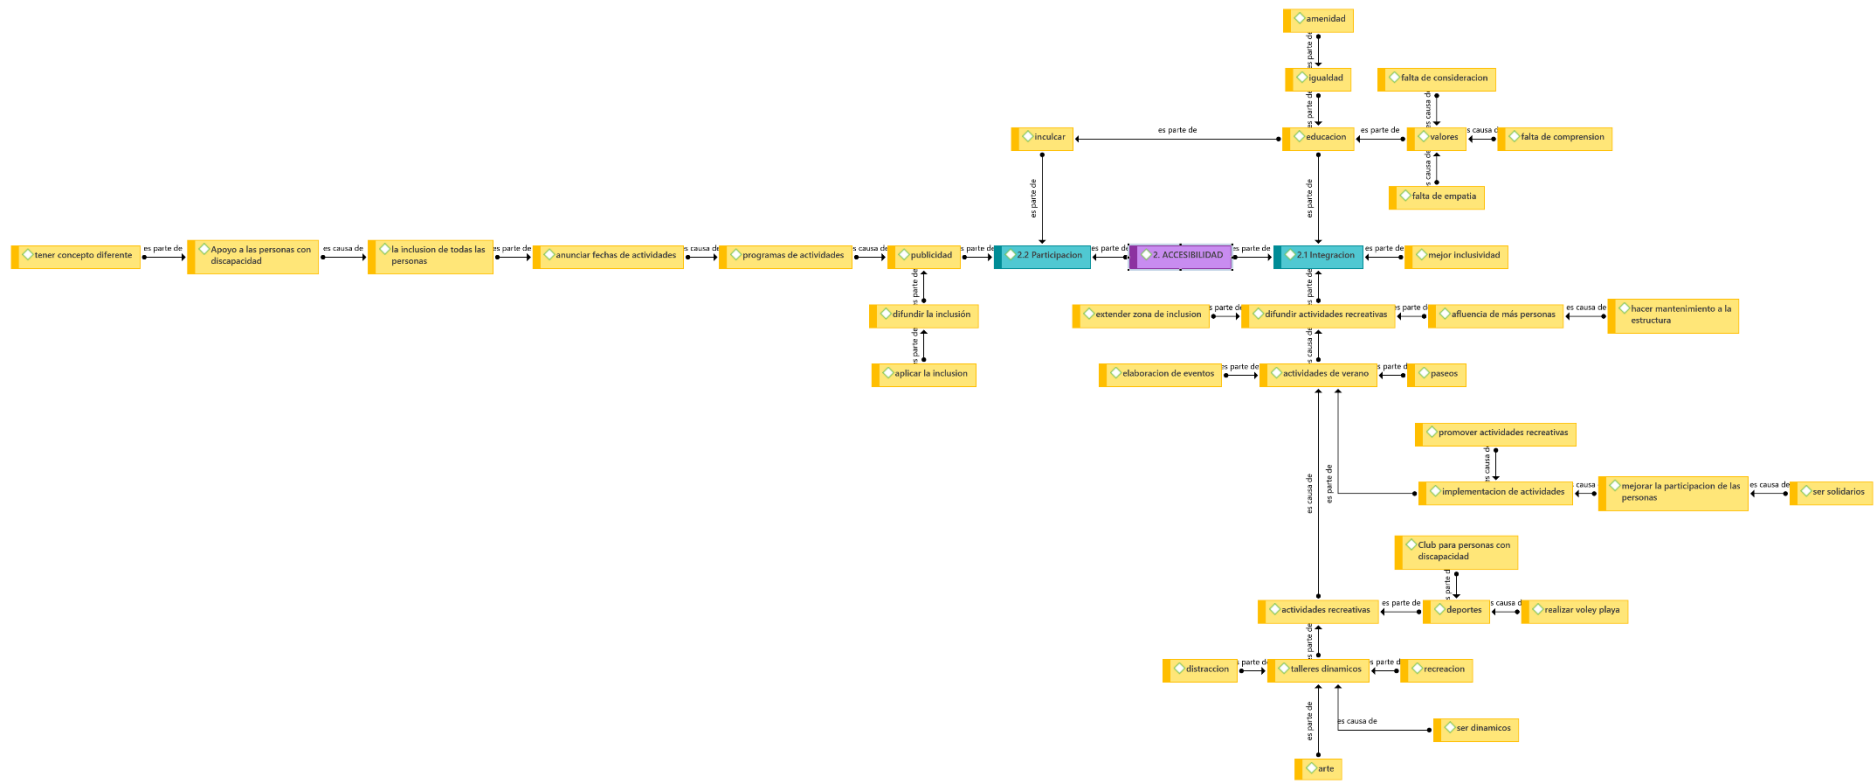 amenidad
es parte de
igualdad
falta de consideracion
es parte de
es causa de
inculcar
es parte de
educacion
es parte de
valores
s causa d
falta de comprension
es parte de
es parte de
s causa de
falta de empatia
tener concepto diferente
es parte de
Apoyo a las personas con
discapacidad
es causa de
la inclusion de todas las
personas
es parte de
anunciar fechas de actividades
es causa de
programas de actividades
es causa de
publicidad
es parte de
2.2 Participacion
es parte de
2. ACCESIBILIDAD
es parte de
2.1 Integracion
es parte de
mejor inclusividad
es parte de
es parte de
difundir la inclusión
extender zona de inclusion
es parte de
difundir actividades recreativas
es parte de
afluencia de más personas
es causa de
hacer mantenimiento a la
estructura
es parte de
es causa de
aplicar la inclusion
elaboracion de eventos
es parte de
actividades de verano
es parte d
paseos
promover actividades recreativas
es causa de
es causa de
es parte de
implementacion de actividades
s causa
mejorar la participacion de las
personas
es causa de
ser solidarios
Club para personas con
discapacidad
es parte de
actividades recreativas
es parte de
deportes
s causa d
realizar voley playa
es parte de
distraccion
s parte de
talleres dinamicos
es parte d
recreacion
es parte de
es causa de
ser dinamicos
arte